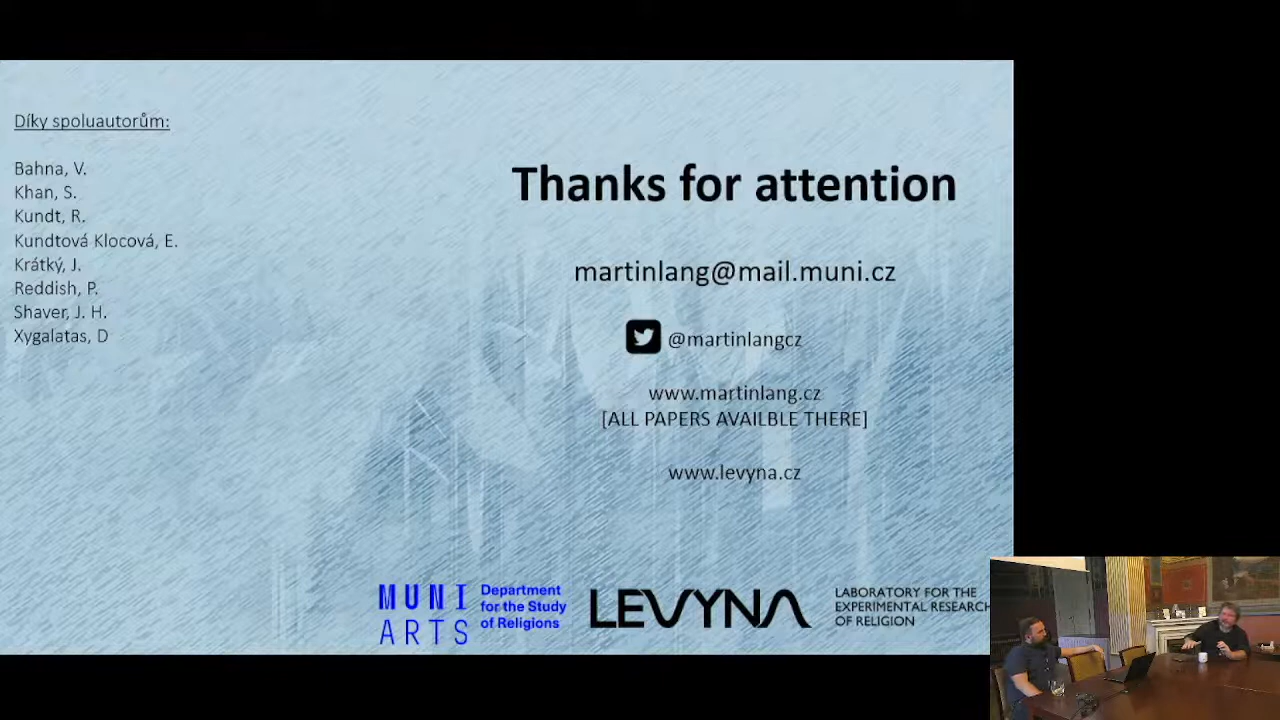 Díky spoluautorům:
Bahna, V.
Khan, S.
Kundt, R.
Kundtová Klocová, E.
Krátký, J.
Reddish, P.
Shaver, J. H.
Xygalatas, D
Thanks for attention
martinlang@mail.muni.cz
@martinlangcz
www.martinlang.cz
[ALL PAPERS AVAILBLE THERE]
www.levyna.cz
MUNI
ARTS
Department
for the Study
of Religions
LEVYNA
LABORATORY FOR THE
EXPERIMENTAL RESEARCH
OF RELIGION